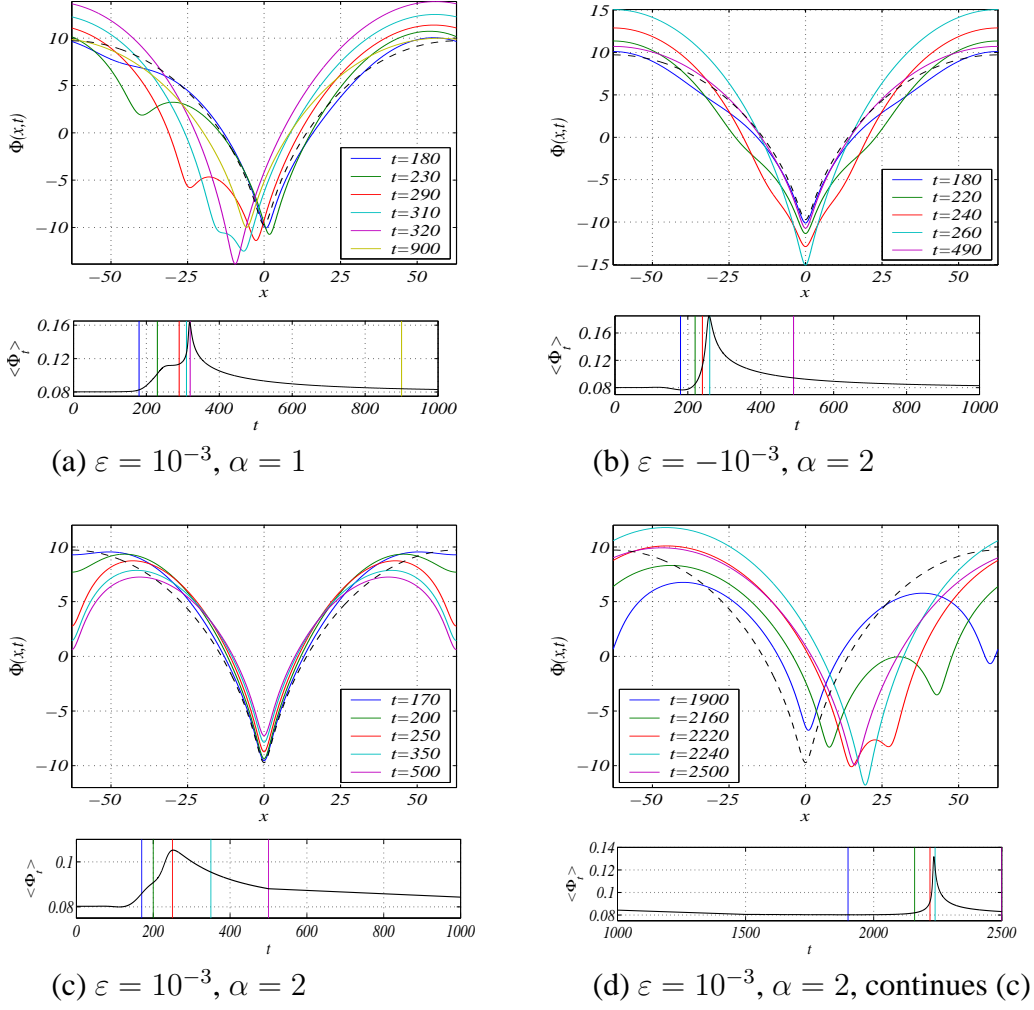 10
5
0
−5
−10
Φ(x,t)
t=180
t=230
t=290
t=310
t=320
t=900
−50 −25 0 25 50
x
0.16
0.12
0.08
<Φt>
0 200 400 600 800 1000
t
(a) ε = 10⁻³, α = 1
15
10
5
0
−5
−10
−15
Φ(x,t)
t=180
t=220
t=240
t=260
t=490
−50 −25 0 25 50
x
0.16
0.12
0.08
<Φt>
0 200 400 600 800 1000
t
(b) ε = −10⁻³, α = 2
10
5
0
−5
−10
Φ(x,t)
t=170
t=200
t=250
t=350
t=500
−50 −25 0 25 50
x
0.1
0.08
<Φt>
0 200 400 600 800 1000
t
(c) ε = 10⁻³, α = 2
10
5
0
−5
−10
Φ(x,t)
t=1900
t=2160
t=2220
t=2240
t=2500
−50 −25 0 25 50
x
0.14
0.12
0.1
0.08
<Φt>
1000 1500 2000 2500
t
(d) ε = 10⁻³, α = 2, continues (c)